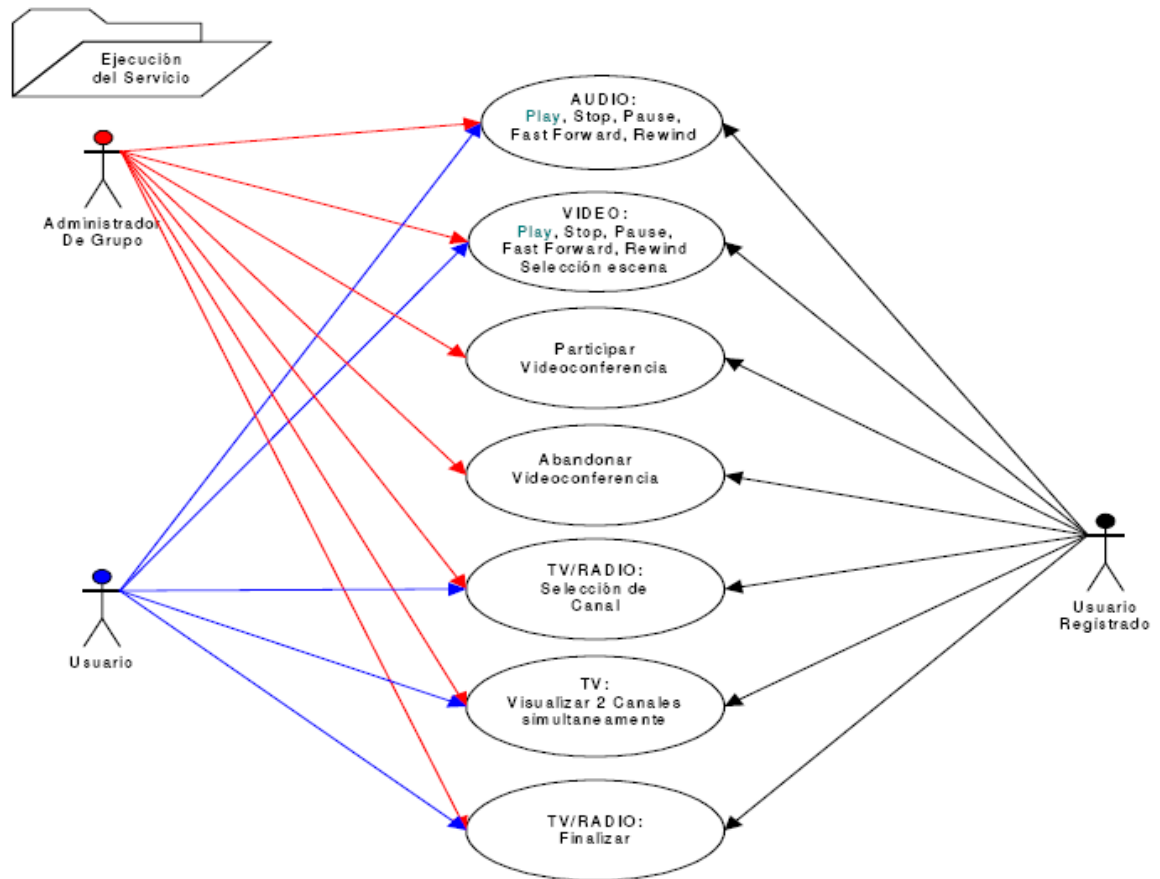 Ejecución
del Servicio
AUDIO:
Play, Stop, Pause,
Fast Forward, Rewind
Administrador
De Grupo
VIDEO:
Play, Stop, Pause,
Fast Forward, Rewind
Selección escena
Participar
Videoconferencia
Abandonar
Videoconferencia
TV/RADIO:
Selección de
Canal
Usuario
Registrado
Usuario
TV:
Visualizar 2 Canales
simultaneamente
TV/RADIO:
Finalizar